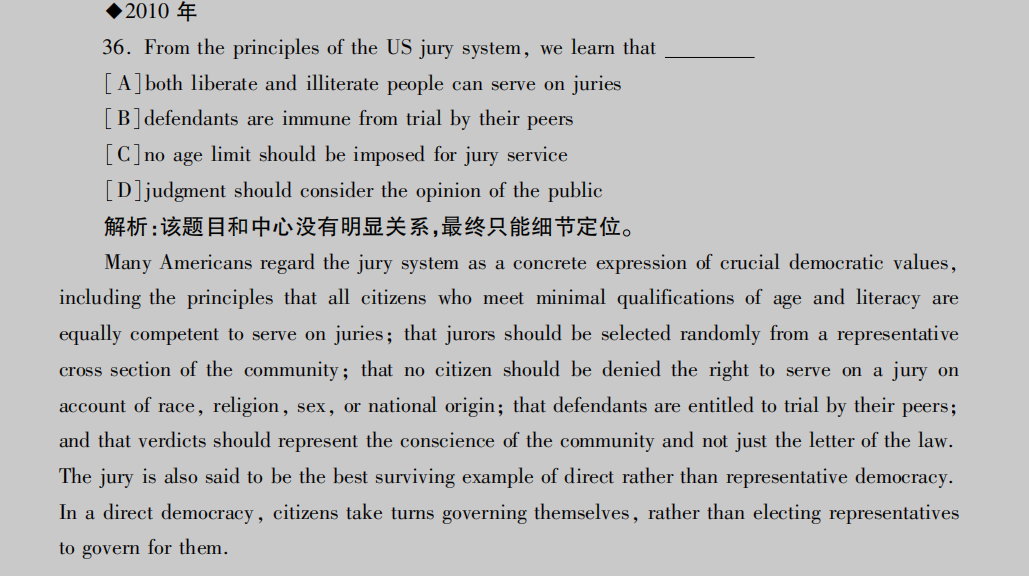 ◆2010 年
36. From the principles of the US jury system, we learn that ________
[A]both liberate and illiterate people can serve on juries
[B]defendants are immune from trial by their peers
[C]no age limit should be imposed for jury service
[D]judgment should consider the opinion of the public
解析:该题目和中心没有明显关系,最终只能细节定位。
Many Americans regard the jury system as a concrete expression of crucial democratic values,
including the principles that all citizens who meet minimal qualifications of age and literacy are
equally competent to serve on juries; that jurors should be selected randomly from a representative
cross section of the community; that no citizen should be denied the right to serve on a jury on
account of race, religion, sex, or national origin; that defendants are entitled to trial by their peers;
and that verdicts should represent the conscience of the community and not just the letter of the law.
The jury is also said to be the best surviving example of direct rather than representative democracy.
In a direct democracy, citizens take turns governing themselves, rather than electing representatives
to govern for them.